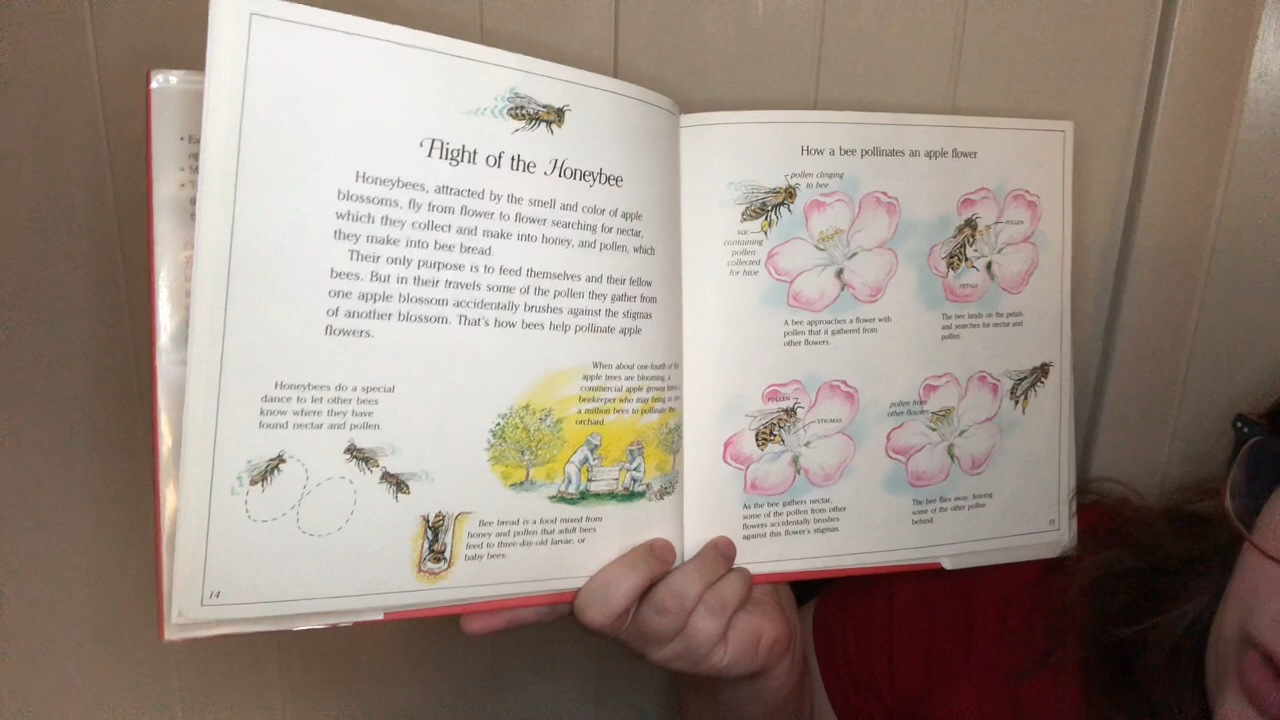 Flight of the Honeybee
Honeybees, attracted by the smell and color of apple
blossoms, fly from flower to flower searching for nectar,
which they collect and make into honey, and pollen, which
they make into bee bread.
Their only purpose is to feed themselves and their fellow
bees. But in their travels some of the pollen they gather from
one apple blossom accidentally brushes against the stigmas
of another blossom. That's how bees help pollinate apple
flowers.
Honeybees do a special
dance to let other bees
know where they have
found nectar and pollen.
When about one-fourth of the
apple trees are blooming, a
commercial apple grower
beekeeper who may bring in
a million bees to pollinate the
orchard.
Bee bread is a food mixed from
honey and pollen that adult bees
feed to three-day-old larvae, or
baby bees.
14
How a bee pollinates an apple flower
pollen clinging
to bee
sac
containing
pollen
collected
for hive
A bee approaches a flower with
pollen that it gathered from
other flowers.
POLLEN
PETALS
The bee lands on the petals
and searches for nectar and
pollen.
POLLEN
STIGMAS
As the bee gathers nectar,
some of the pollen from other
flowers accidentally brushes
against this flower's stigmas.
pollen from
other flowers
The bee flies away, leaving
some of the other pollen
behind.
15